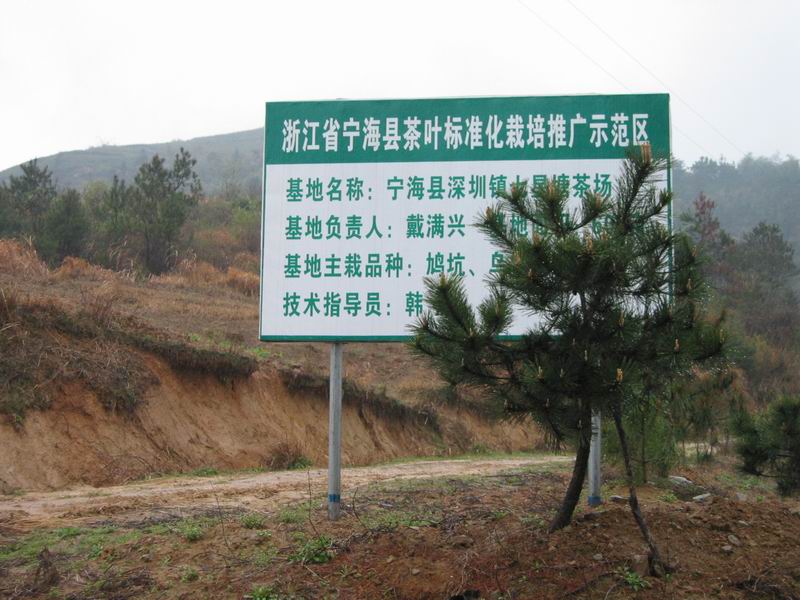 浙江省宁海县茶叶标准化栽培推广示范区
基地名称：宁海县深圳镇七星塘茶场
基地负责人：戴满兴
基地主栽品种：鸠坑、
技术指导员：韩